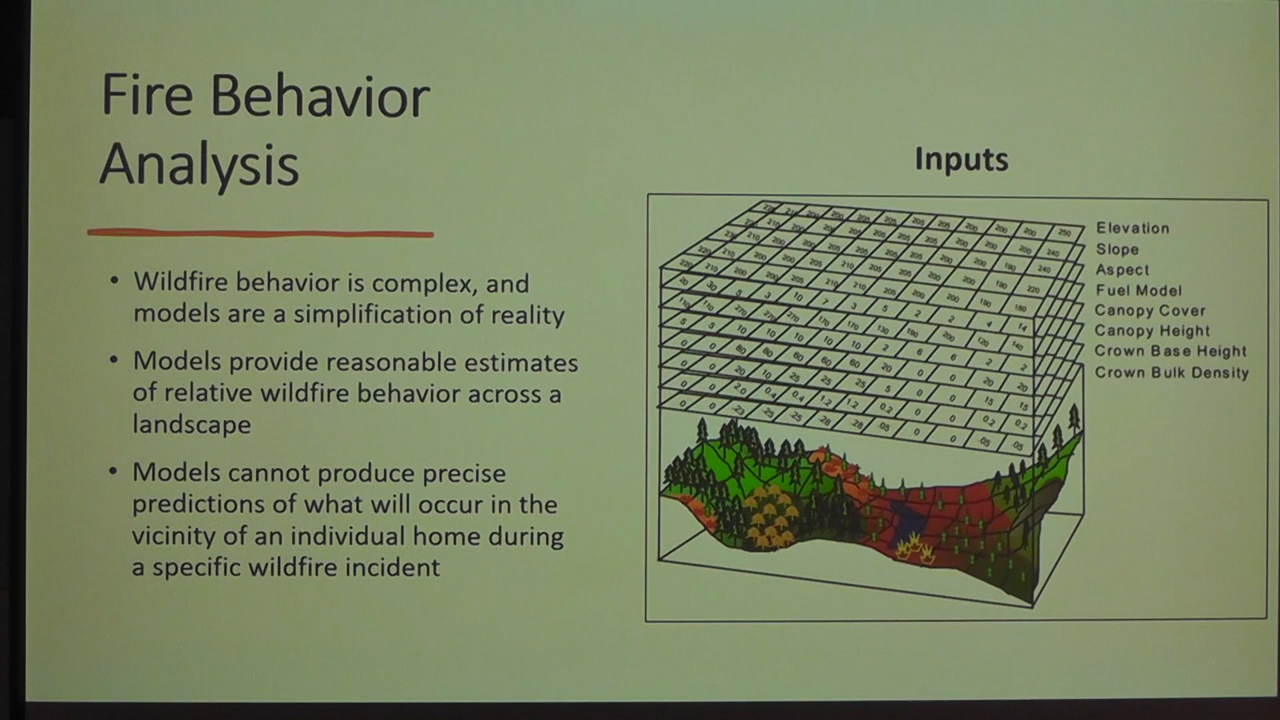 Fire Behavior
Analysis
• Wildfire behavior is complex, and
models are a simplification of reality
• Models provide reasonable estimates
of relative wildfire behavior across a
landscape
• Models cannot produce precise
predictions of what will occur in the
vicinity of an individual home during
a specific wildfire incident
Inputs
Elevation
Slope
Aspect
Fuel Model
Canopy Cover
Canopy Height
Crown Base Height
Crown Bulk Density